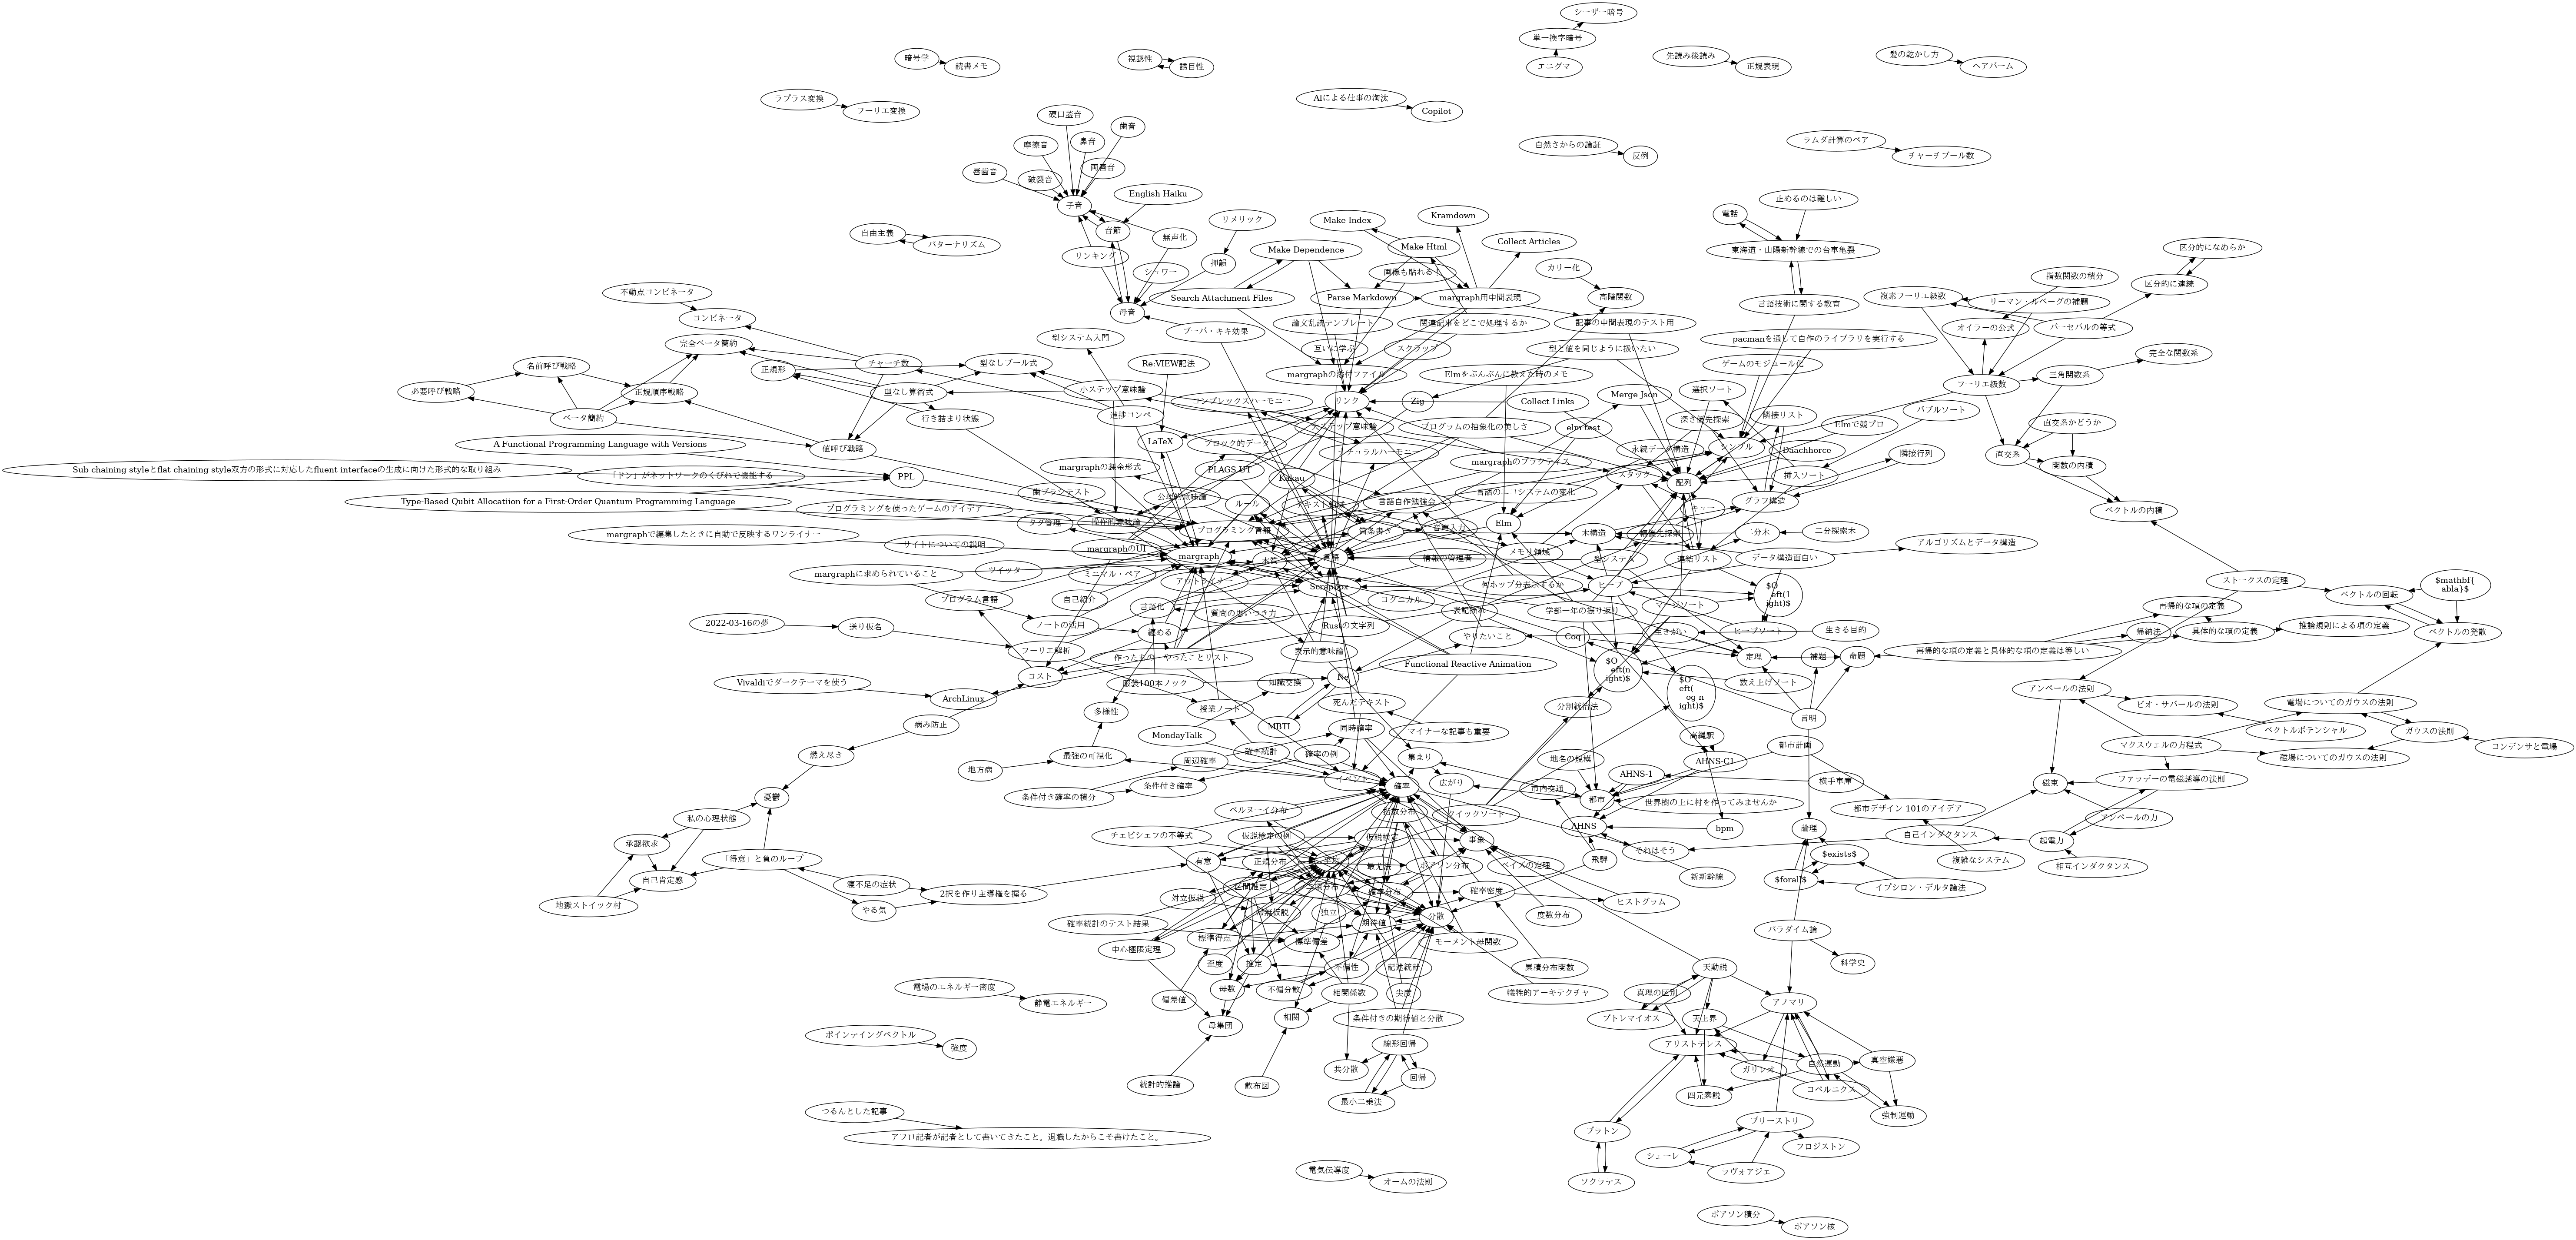 シーザー暗号
単一換字暗号
エニグマ
暗号学
読書メモ
視認性
誘目性
先読み後読み
正規表現
髪の乾かし方
ヘアバーム
ラプラス変換
フーリエ変換
AIによる仕事の淘汰
Copilot
硬口蓋音
歯音
摩擦音
鼻音
両唇音
唇歯音
破裂音
子音
English Haiku
自然さからの論証
反例
ラムダ計算のペア
チャーチブール数
自由主義
パターナリズム
音節
無声化
リンキング
シュワー
母音
リメリック
押韻
ブーバ・キキ効果
Make Index
Kramdown
Make Dependence
Make Html
Collect Articles
画像も貼れる！
Search Attachment Files
Parse Markdown
margraph用中間表現
カリー化
高階関数
論文乱読テンプレート
関連記事をどこで処理するか
記事の中間表現のテスト用
互いに学ぶ
スクラップ
型と値を同じように扱いたい
margraphの添付ファイル
止めるのは難しい
電話
東海道・山陽新幹線での台車亀裂
言語技術に関する教育
pacmanを通して自作のライブラリを実行する
ゲームのモジュール化
区分的になめらか
区分的に連続
指数関数の積分
複素フーリエ級数
リーマン・ルベーグの補題
オイラーの公式
パーセバルの等式
完全な関数系
フーリエ級数
三角関数系
直交系かどうか
直交系
関数の内積
ベクトルの内積
不動点コンビネータ
コンビネータ
完全ベータ簡約
名前呼び戦略
正規形
チャーチ数
型なしブール式
必要呼び戦略
正規順序戦略
型なし算術式
ベータ簡約
行き詰まり状態
値呼び戦略
型システム入門
Re:VIEW記法
小ステップ意味論
進捗コンペ
コンプレックスハーモニー
リンク
Zig
Elmをぶんぶんに教えた時のメモ
Collect Links
Merge Json
選択ソート
隣接リスト
バブルソート
LaTeX
ブロック的データ
大ステップ意味論
プログラムの抽象化の美しさ
elm-test
深さ優先探索
シンプル
Elmで競プロ
ナチュラルハーモニー
永続データ構造
Daachhorce
隣接行列
A Functional Programming Language with Versions
Sub-chaining styleとflat-chaining style双方の形式に対応したfluent interfaceの生成に向けた形式的な取り組み
「ドン」がネットワークのくびれで機能する
PPL
Type-Based Qubit Allocatiion for a First-Order Quantum Programming Language
margraphの課金形式
PLAGS UT
Kakau
margraphのプラクティス
スタック
配列
挿入ソート
歯ブラシテスト
公理的意味論
ルール
テキスト領域
言語自作勉強会
言語のエコシステムの変化
グラフ構造
プログラミングを使ったゲームのアイデア
タグ管理
操作的意味論
プログラミング言語
箇条書き
音声入力
Elm
キュー
木構造
幅優先探索
二分木
二分探索木
margraphで編集したときに自動で反映するワンライナー
サイトについての説明
margraphのUI
margraph
本質
言語
情報の管理者
メモリ領域
型システム
連結リスト
データ構造面白い
アルゴリズムとデータ構造
margraphに求められていること
ツイッター
ミニマル・ペア
アウトライナー
Scrapbox
何ホップ分表示するか
ヒープ
プログラム言語
自己紹介
言語化
質問の思いつき方
コグニカル
表記揺れ
学部一年の振り返り
マージソート
2022-03-16の夢
送り仮名
ノートの活用
纏める
Rustの文字列
やりたいこと
Coq
生きがい
ヒープソート
生きる目的
フーリエ解析
作ったもの・やったことリスト
表示的意味論
Functional Reactive Animation
定理
補題
命題
Vivaldiでダークテーマを使う
ArchLinux
コスト
服装100本ノック
知識交換
Ne
数え上げソート
病み防止
多様性
授業ノート
MBTI
死んだテキスト
マイナーな記事も重要
分割統治法
言明
燃え尽き
最強の可視化
MondayTalk
同時確率
地方病
確率統計
周辺確率
確率の例
集まり
地名の規模
高縄駅
都市計画
条件付き確率の積分
条件付き確率
イベント
確率
広がり
市内交通
AHNS-1
AHNS-C1
横手車庫
都市
世界樹の上に村を作ってみませんか
都市デザイン 101のアイデア
憂鬱
私の心理状態
承認欲求
「得意」と負のループ
自己肯定感
地獄ストイック村
寝不足の症状
やる気
2択を作り主導権を握る
ベルヌーイ分布
チェビシェフの不等式
仮説検定の例
指数分布
仮説検定
クイックソート
事象
AHNS
bpm
それはそう
飛騨
複雑なシステム
有意
正規分布
最尤法
ポアソン分布
ベイズの定理
新新幹線
対立仮説
区間推定
二項分布
確率分布
確率密度
ヒストグラム
確率統計のテスト結果
帰無仮説
独立
期待値
分散
度数分布
中心極限定理
標準得点
標準偏差
モーメント母関数
歪度
推定
不偏性
記述統計
累積分布関数
偏差値
母数
不偏分散
相関係数
尖度
犠牲的アーキテクチャ
母集団
相関
条件付きの期待値と分散
統計的推論
散布図
線形回帰
共分散
回帰
最小二乗法
論理
$exists$
$forall$
イプシロン・デルタ論法
パラダイム論
科学史
天動説
真理の区別
プトレマイオス
天上界
アノマリ
アリストテレス
ガリレオ
自然運動
真空嫌悪
四元素説
コペルニクス
強制運動
プラトン
プリーストリ
シェーレ
フロジストン
ソクラテス
ラヴォアジェ
ストークスの定理
ベクトルの回転
$mathbf{
abla}$
再帰的な項の定義
ベクトルの発散
帰納法
具体的な項の定義
推論規則による項の定義
再帰的な項の定義と具体的な項の定義は等しい
アンペールの法則
ビオ・サバールの法則
電場についてのガウスの法則
ベクトルポテンシャル
ガウスの法則
マクスウェルの方程式
磁場についてのガウスの法則
コンデンサと電場
磁束
ファラデーの電磁誘導の法則
アンペールの力
自己インダクタンス
起電力
相互インダクタンス
$O
eft(1
ight)$
$O
eft(n
ight)$
$O
eft(
og n
ight)$
電場のエネルギー密度
静電エネルギー
ポインティングベクトル
強度
つるんとした記事
アフロ記者が記者として書いてきたこと。退職したからこそ書けたこと。
電気伝導度
オームの法則
ポアソン積分
ポアソン核